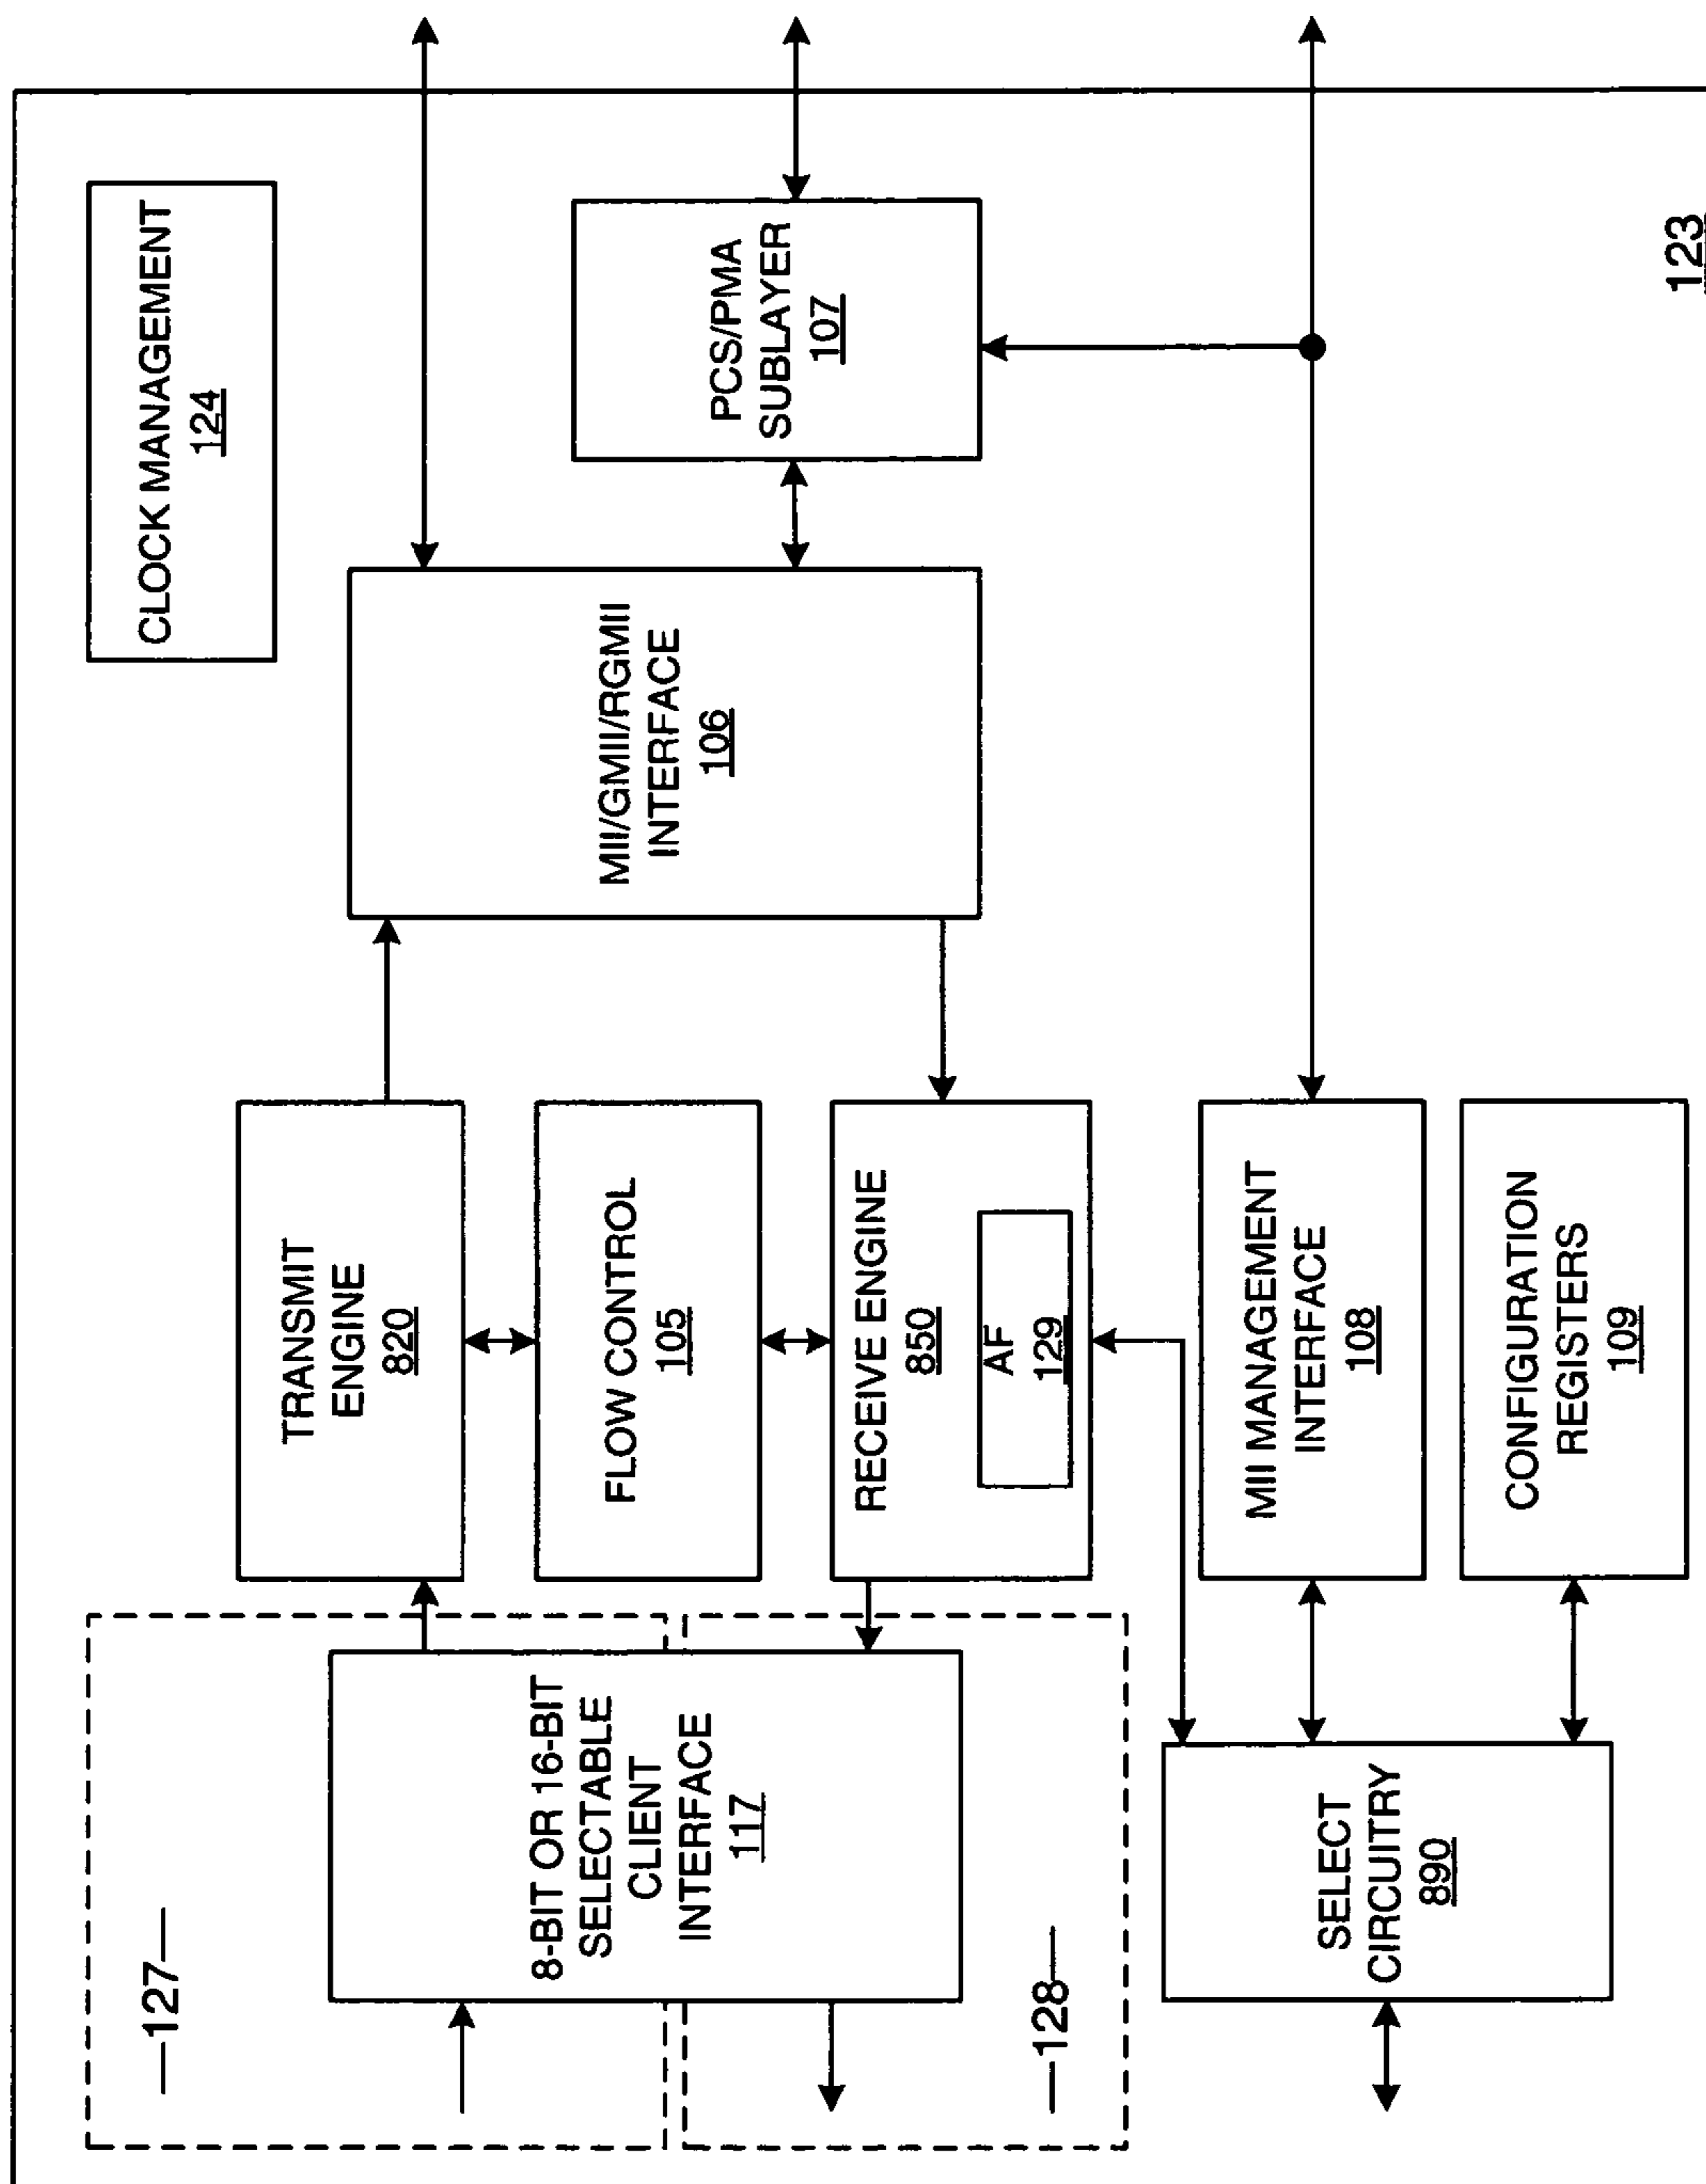 CLOCK MANAGEMENT
124
—127—
8-BIT OR 16-BIT
SELECTABLE
CLIENT
INTERFACE
117
—128—
TRANSMIT
ENGINE
820
FLOW CONTROL
105
RECEIVE ENGINE
850
AF
129
MII/GMII/RGMII
INTERFACE
106
PCS/PMA
SUBLAYER
107
SELECT
CIRCUITRY
890
MII MANAGEMENT
INTERFACE
108
CONFIGURATION
REGISTERS
109
123